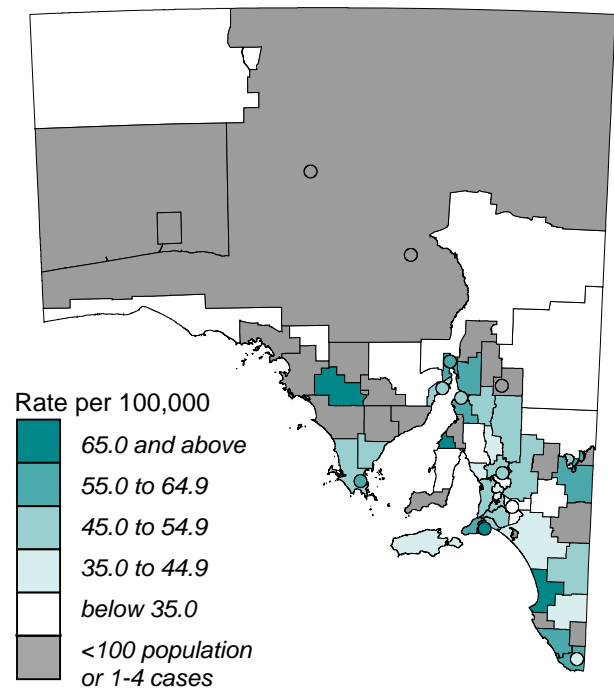 Rate per 100,000
65.0 and above
55.0 to 64.9
45.0 to 54.9
35.0 to 44.9
below 35.0
<100 population
or 1-4 cases